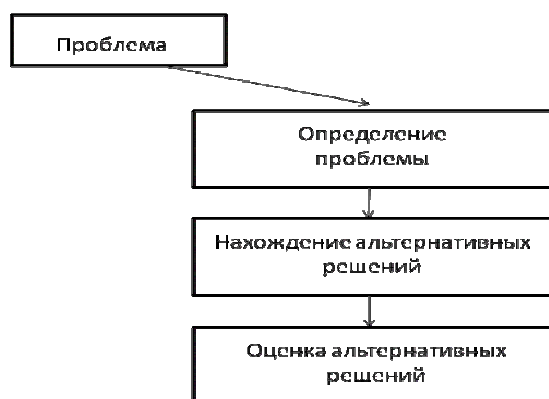 Проблема
Определение
проблемы
Нахождение альтернативных
решений
Оценка альтернативных
решений